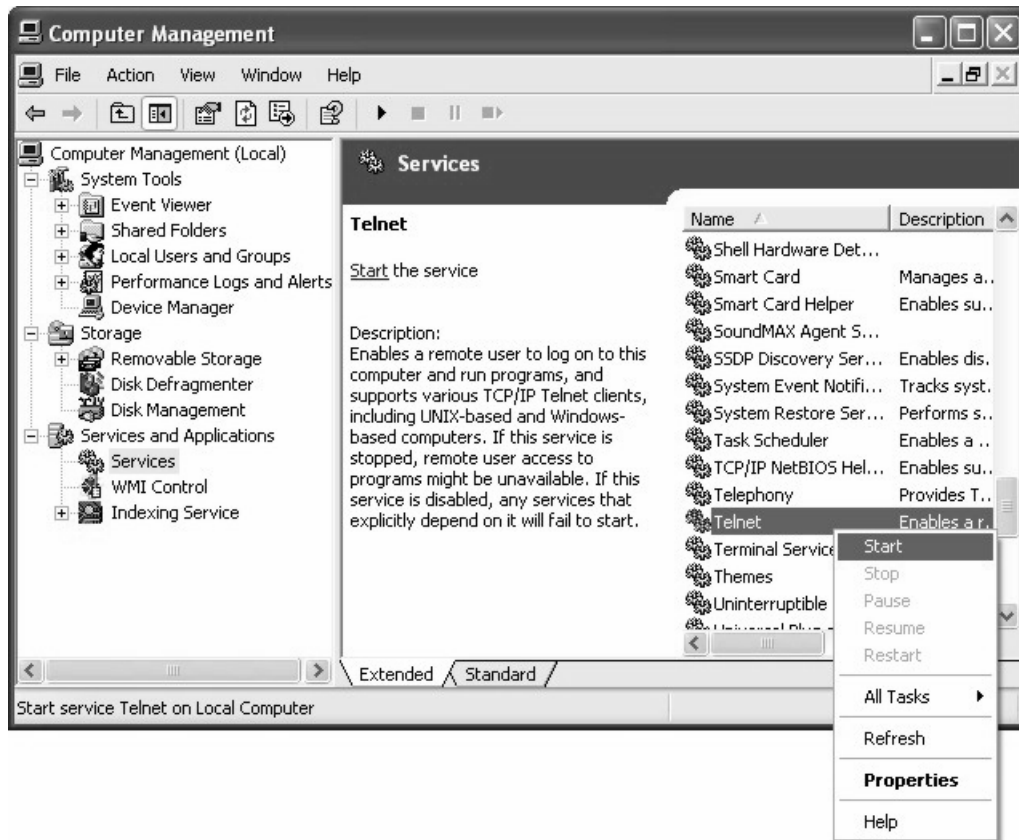 Computer Management
File Action View Window Help
Computer Management (Local)
System Tools
Event Viewer
Shared Folders
Local Users and Groups
Performance Logs and Alerts
Device Manager
Storage
Removable Storage
Disk Defragmenter
Disk Management
Services and Applications
Services
WMI Control
Indexing Service
Services
Telnet
Start the service
Description:
Enables a remote user to log on to this
computer and run programs, and
supports various TCP/IP Telnet clients,
including UNIX-based and Windows-
based computers. If this service is
stopped, remote user access to
programs might be unavailable. If this
service is disabled, any services that
explicitly depend on it will fail to start.
Name Description
Shell Hardware Det...
Smart Card Manages a..
Smart Card Helper Enables su..
SoundMAX Agent S...
SSDP Discovery Ser... Enables dis.
System Event Notifi... Tracks syst.
System Restore Ser... Performs s..
Task Scheduler Enables a ..
TCP/IP NetBIOS Hel... Enables su..
Telephony Provides T..
Telnet Enables a r.
Terminal Service
Themes
Uninterruptible
Start
Stop
Pause
Resume
Restart
All Tasks
Refresh
Properties
Help
Extended Standard
Start service Telnet on Local Computer